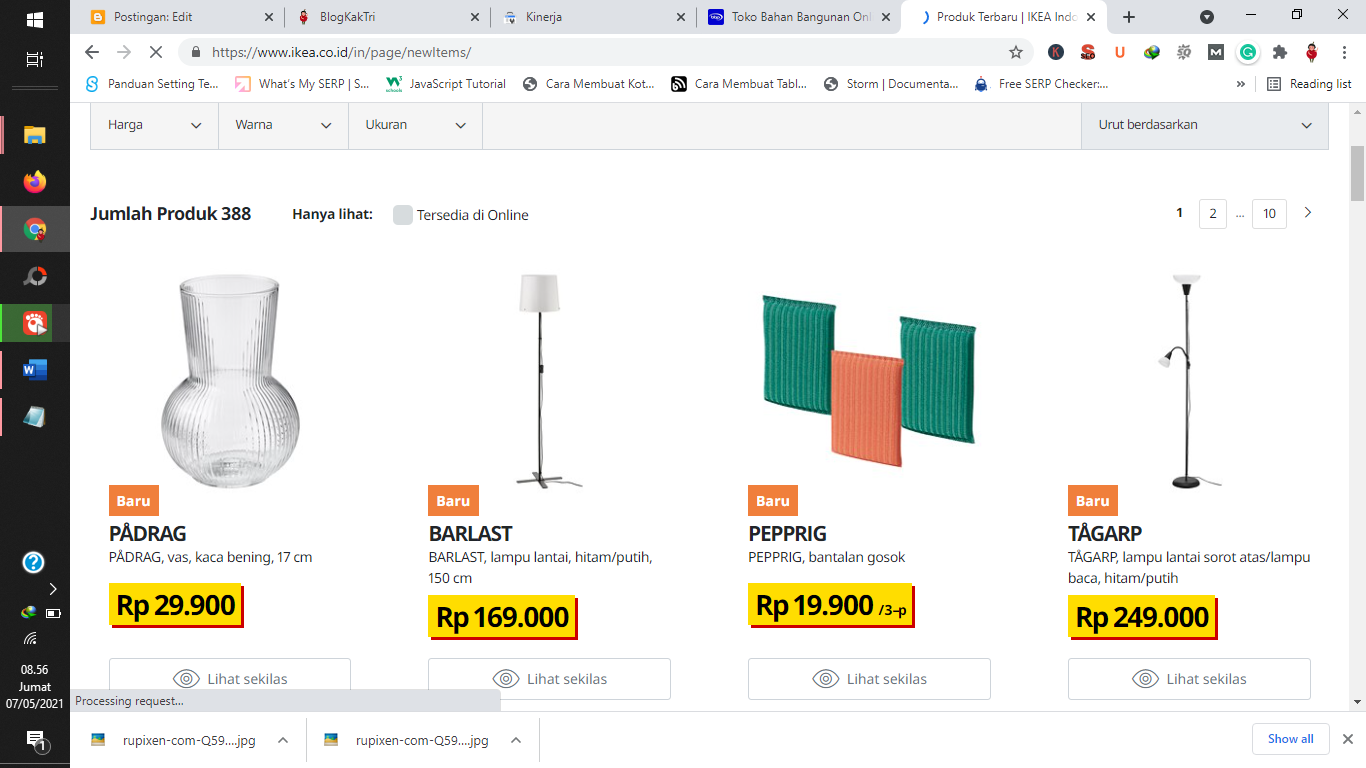 Postingan: Edit
BlogKakTri
Kinerja
Toko Bahan Bangunan Onl
Produk Terbaru | IKEA Indo
https://www.ikea.co.id/in/page/newItems/
Panduan Setting Te...
What's My SERP | S...
JavaScript Tutorial
Cara Membuat Kot...
Cara Membuat Tabl...
Storm | Documenta...
Free SERP Checker:...
»
Reading list
Harga
Warna
Ukuran
Urut berdasarkan
Jumlah Produk 388
Hanya lihat:
Tersedia di Online
1 2 ... 10
Baru
PÅDRAG
PÅDRAG, vas, kaca bening, 17 cm
Rp 29.900
Lihat sekilas
Baru
BARLAST
BARLAST, lampu lantai, hitam/putih,
150 cm
Rp 169.000
Lihat sekilas
Baru
PEPPRIG
PEPPRIG, bantalan gosok
Rp 19.900 /3-p
Lihat sekilas
Baru
TÅGARP
TÅGARP, lampu lantai sorot atas/lampu
baca, hitam/putih
Rp 249.000
Lihat sekilas
Processing request...
rupixen-com-Q59....jpg
rupixen-com-Q59....jpg
Show all
08.56
Jumat
07/05/2021
1